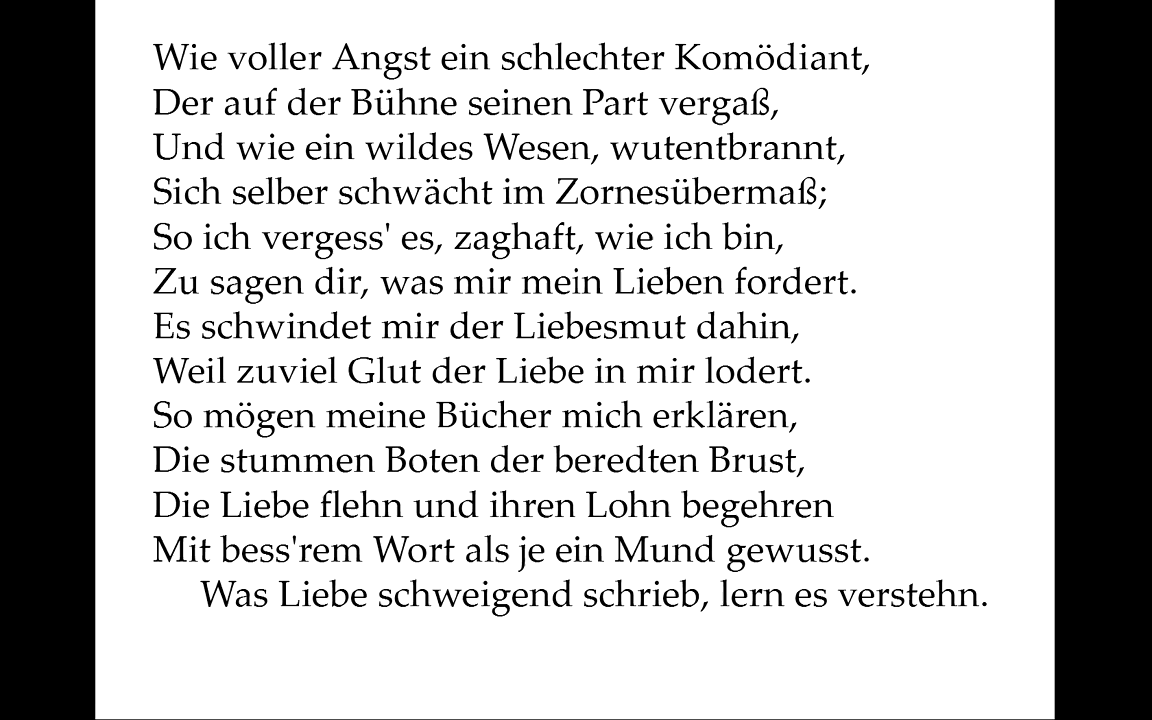 Wie voller Angst ein schlechter Komödiant,
Der auf der Bühne seinen Part vergaß,
Und wie ein wildes Wesen, wutentbrannt,
Sich selber schwächt im Zornesübermaß;
So ich vergess' es, zaghaft, wie ich bin,
Zu sagen dir, was mir mein Lieben fordert.
Es schwindet mir der Liebesmut dahin,
Weil zuviel Glut der Liebe in mir lodert.
So mögen meine Bücher mich erklären,
Die stummen Boten der beredten Brust,
Die Liebe flehn und ihren Lohn begehren
Mit bess'rem Wort als je ein Mund gewusst.
Was Liebe schweigend schrieb, lern es verstehn.